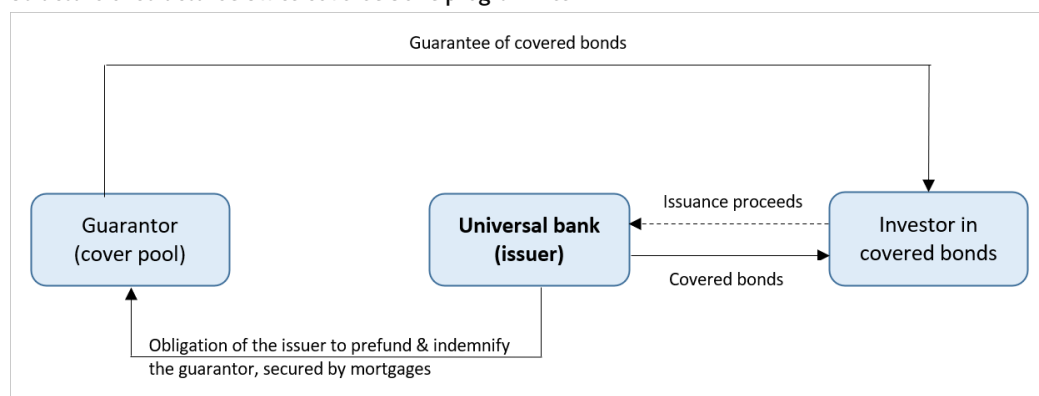 Guarantee of covered bonds
Guarantor
(cover pool)
Universal bank
(issuer)
Issuance proceeds
Covered bonds
Investor in
covered bonds
Obligation of the issuer to prefund & indemnify
the guarantor, secured by mortgages